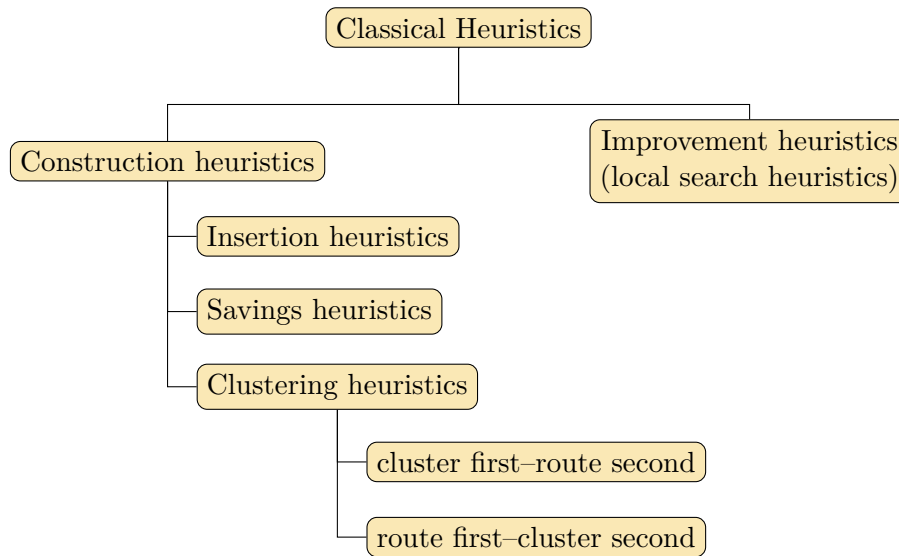 Classical Heuristics
Construction heuristics
Improvement heuristics
(local search heuristics)
Insertion heuristics
Savings heuristics
Clustering heuristics
cluster first–route second
route first–cluster second